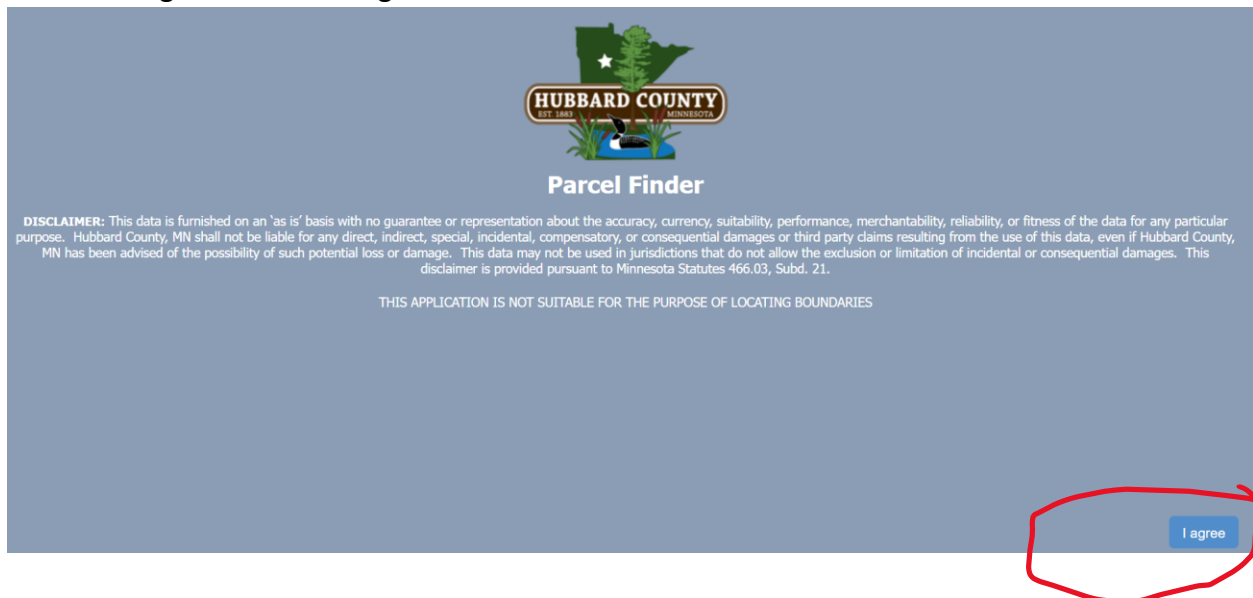 HUBBARD COUNTY
EST. 1883 MINNESOTA
Parcel Finder
DISCLAIMER: This data is furnished on an ‘as is’ basis with no guarantee or representation about the accuracy, currency, suitability, performance, merchantability, reliability, or fitness of the data for any particular
purpose. Hubbard County, MN shall not be liable for any direct, indirect, special, incidental, compensatory, or consequential damages or third party claims resulting from the use of this data, even if Hubbard County,
MN has been advised of the possibility of such potential loss or damage. This data may not be used in jurisdictions that do not allow the exclusion or limitation of incidental or consequential damages. This
disclaimer is provided pursuant to Minnesota Statutes 466.03, Subd. 21.
THIS APPLICATION IS NOT SUITABLE FOR THE PURPOSE OF LOCATING BOUNDARIES
I agree